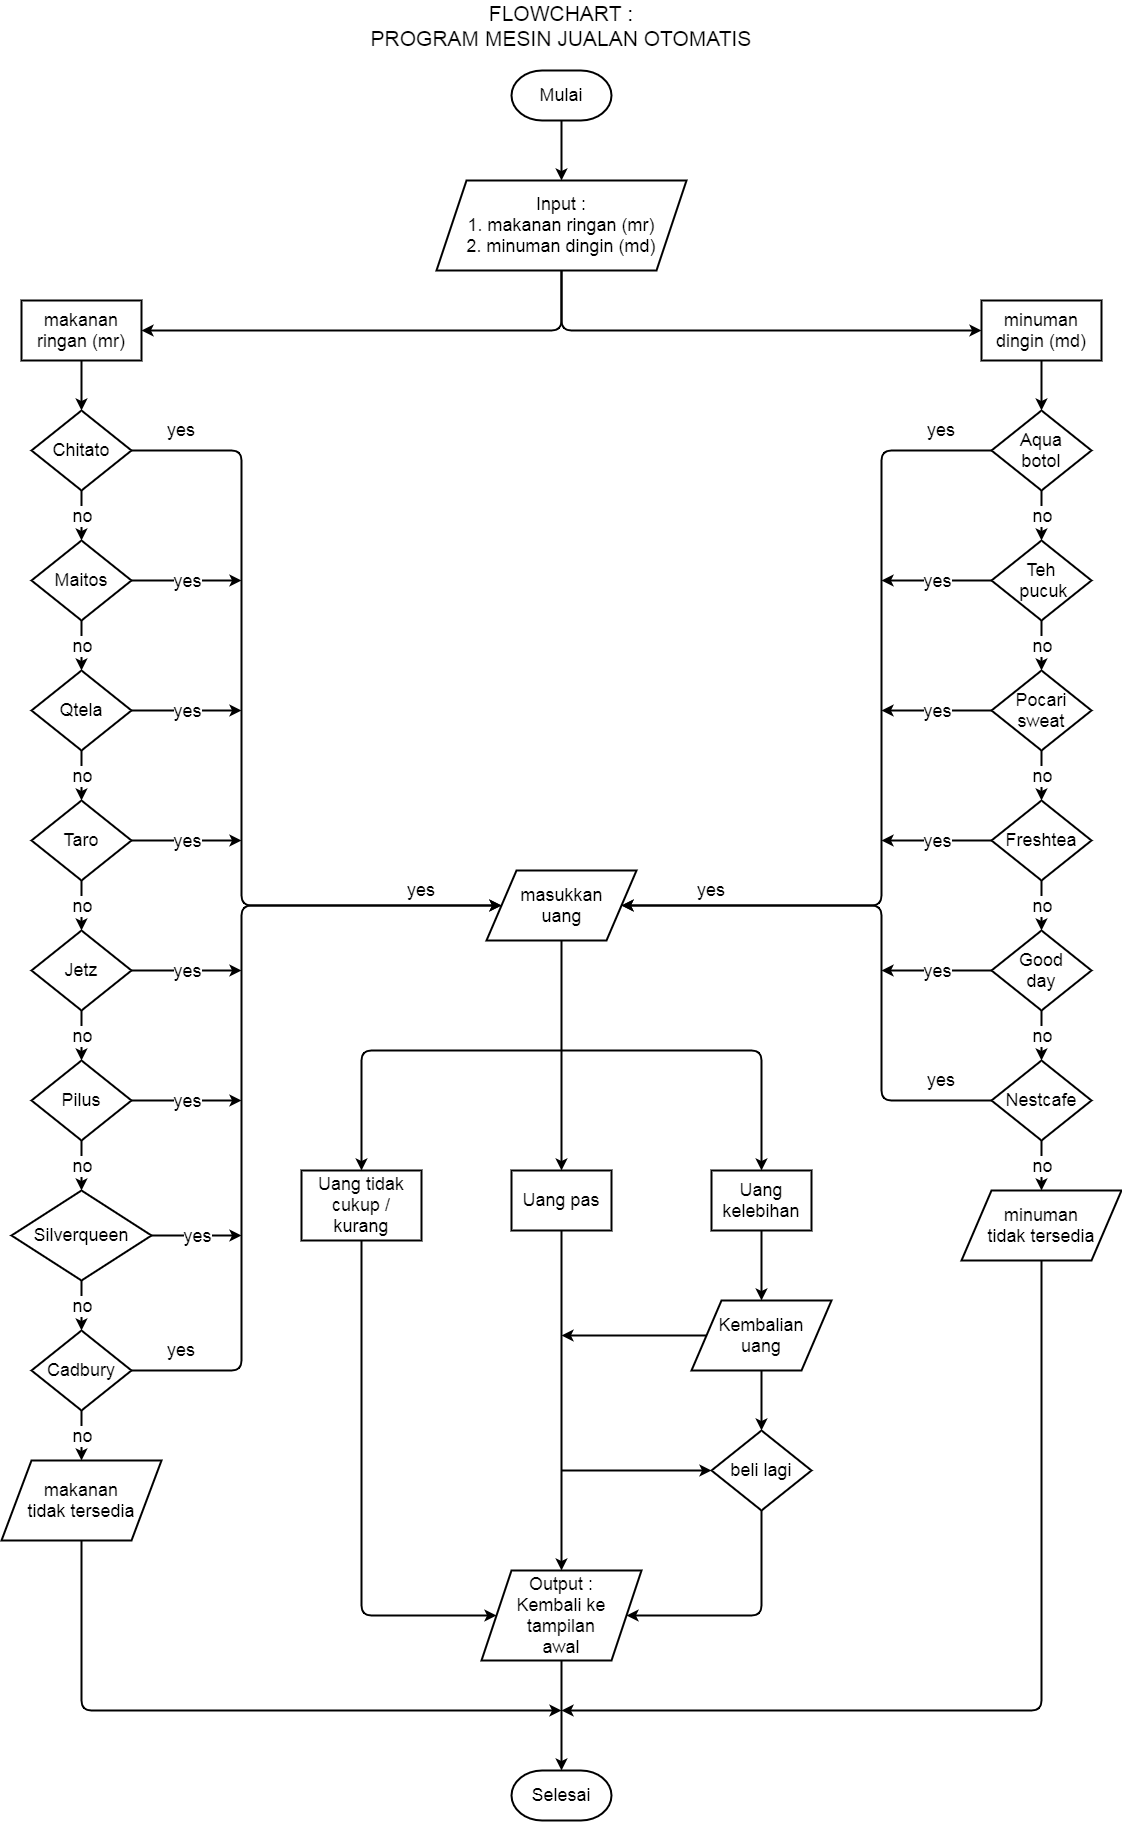 FLOWCHART :
PROGRAM MESIN JUALAN OTOMATIS
Mulai
Input :
1. makanan ringan (mr)
2. minuman dingin (md)
makanan
ringan (mr)
minuman
dingin (md)
Chitato
yes
no
Maitos
yes
no
Qtela
yes
no
Taro
yes
no
Jetz
yes
no
Pilus
yes
no
Silverqueen
yes
no
Cadbury
yes
no
makanan
tidak tersedia
yes
Aqua
botol
yes
no
Teh
pucuk
yes
no
Pocari
sweat
yes
no
Freshtea
yes
no
Good
day
yes
no
Nestcafe
yes
no
minuman
tidak tersedia
yes
masukkan
uang
Uang tidak
cukup /
kurang
Uang pas
Uang
kelebihan
Kembalian
uang
beli lagi
Output :
Kembali ke
tampilan
awal
Selesai